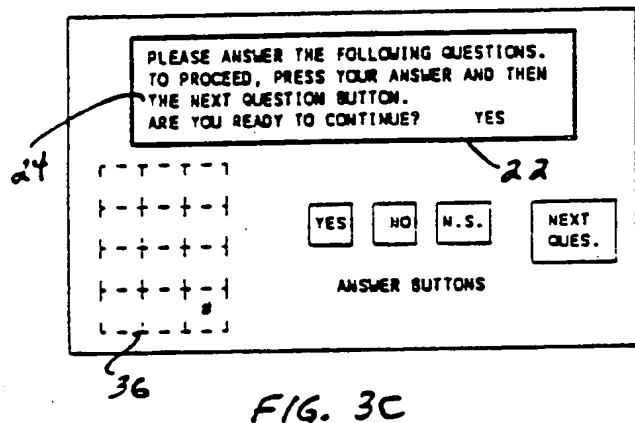 PLEASE ANSWER THE FOLLOWING QUESTIONS.
TO PROCEED, PRESS YOUR ANSWER AND THEN
THE NEXT QUESTION BUTTON.
ARE YOU READY TO CONTINUE? YES
24
22
YES NO N.S. NEXT
QUES.
ANSWER BUTTONS
#
36
FIG. 3C